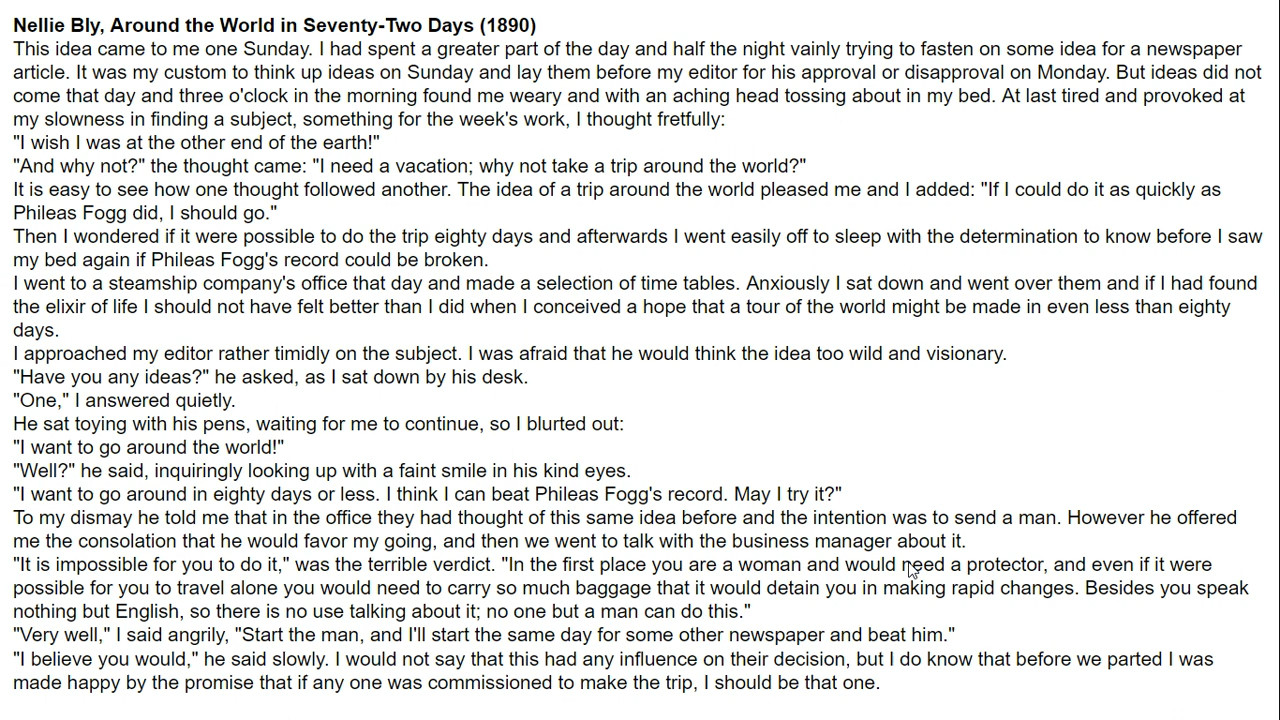 Nellie Bly, Around the World in Seventy-Two Days (1890)
This idea came to me one Sunday. I had spent a greater part of the day and half the night vainly trying to fasten on some idea for a newspaper
article. It was my custom to think up ideas on Sunday and lay them before my editor for his approval or disapproval on Monday. But ideas did not
come that day and three o'clock in the morning found me weary and with an aching head tossing about in my bed. At last tired and provoked at
my slowness in finding a subject, something for the week's work, I thought fretfully:
"I wish I was at the other end of the earth!"
"And why not?" the thought came: "I need a vacation; why not take a trip around the world?"
It is easy to see how one thought followed another. The idea of a trip around the world pleased me and I added: "If I could do it as quickly as
Phileas Fogg did, I should go."
Then I wondered if it were possible to do the trip eighty days and afterwards I went easily off to sleep with the determination to know before I saw
my bed again if Phileas Fogg's record could be broken.
I went to a steamship company's office that day and made a selection of time tables. Anxiously I sat down and went over them and if I had found
the elixir of life I should not have felt better than I did when I conceived a hope that a tour of the world might be made in even less than eighty
days.
I approached my editor rather timidly on the subject. I was afraid that he would think the idea too wild and visionary.
"Have you any ideas?" he asked, as I sat down by his desk.
"One," I answered quietly.
He sat toying with his pens, waiting for me to continue, so I blurted out:
"I want to go around the world!"
"Well?" he said, inquiringly looking up with a faint smile in his kind eyes.
"I want to go around in eighty days or less. I think I can beat Phileas Fogg's record. May I try it?"
To my dismay he told me that in the office they had thought of this same idea before and the intention was to send a man. However he offered
me the consolation that he would favor my going, and then we went to talk with the business manager about it.
"It is impossible for you to do it," was the terrible verdict. "In the first place you are a woman and would need a protector, and even if it were
possible for you to travel alone you would need to carry so much baggage that it would detain you in making rapid changes. Besides you speak
nothing but English, so there is no use talking about it; no one but a man can do this."
"Very well," I said angrily, "Start the man, and I'll start the same day for some other newspaper and beat him."
"I believe you would," he said slowly. I would not say that this had any influence on their decision, but I do know that before we parted I was
made happy by the promise that if any one was commissioned to make the trip, I should be that one.